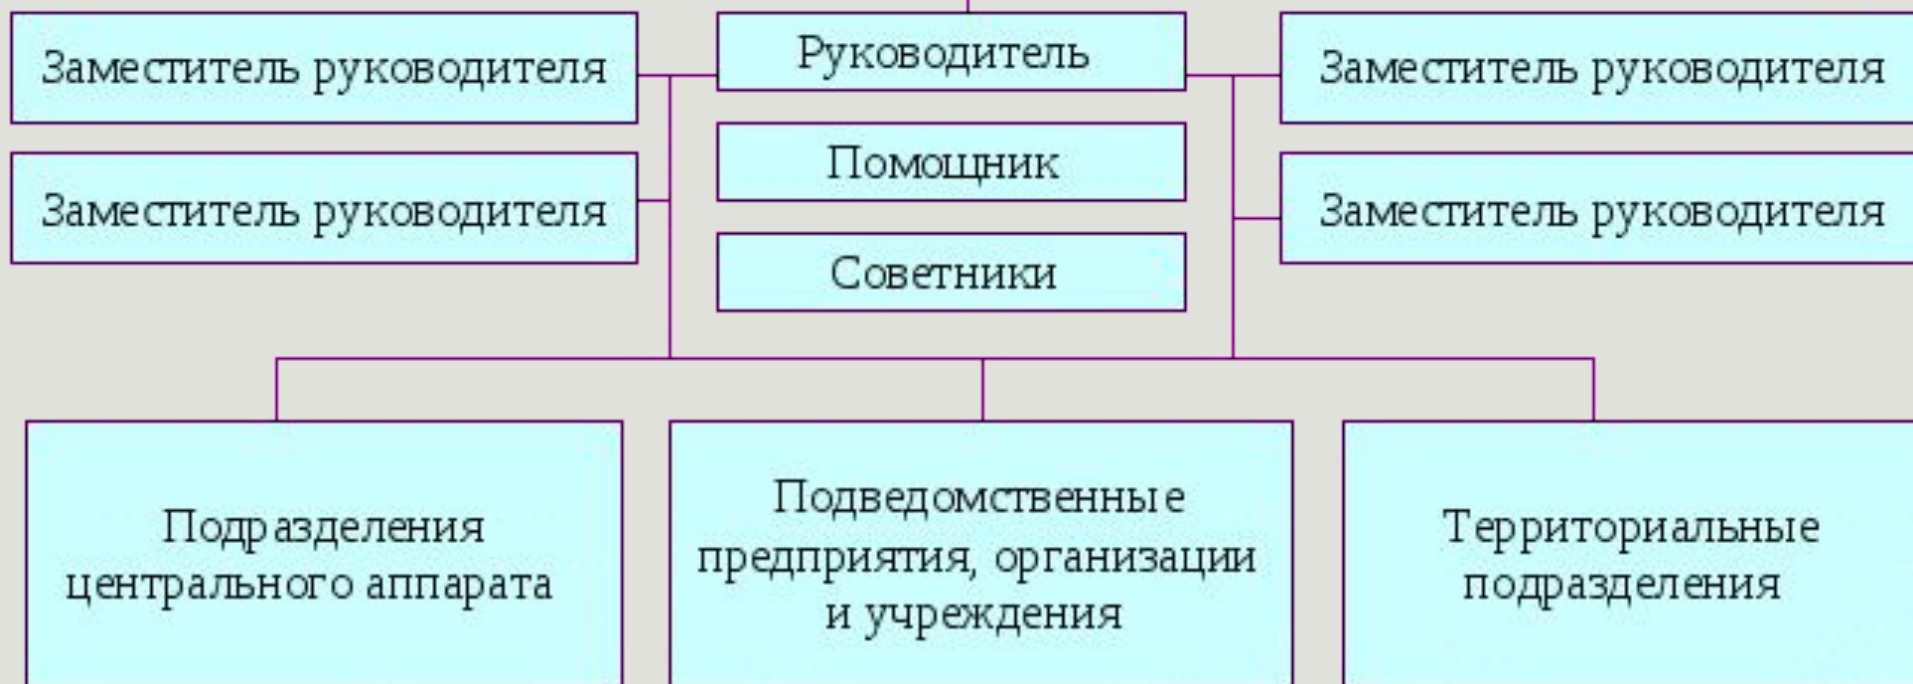 Заместитель руководителя
Руководитель
Заместитель руководителя
Помощник
Заместитель руководителя
Заместитель руководителя
Советники
Подразделения
центрального аппарата
Подведомственные
предприятия, организации
и учреждения
Территориальные
подразделения